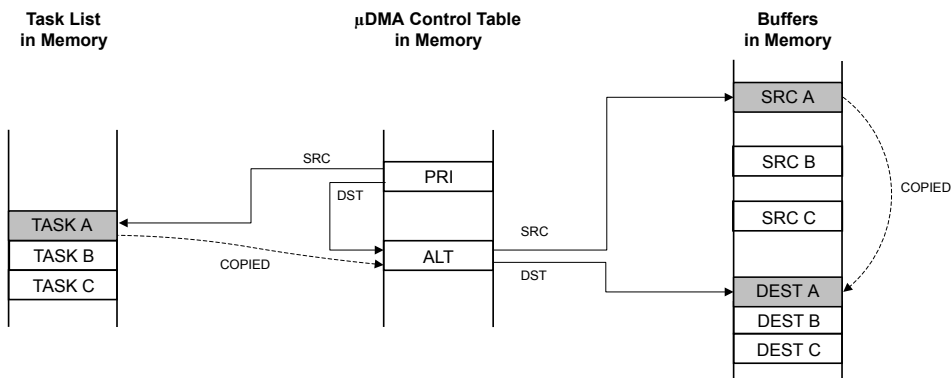 Task List
in Memory
µDMA Control Table
in Memory
Buffers
in Memory
SRC A
SRC
PRI
SRC B
COPIED
DST
TASK A
SRC C
SRC
TASK B
COPIED
ALT
DST
TASK C
DEST A
DEST B
DEST C